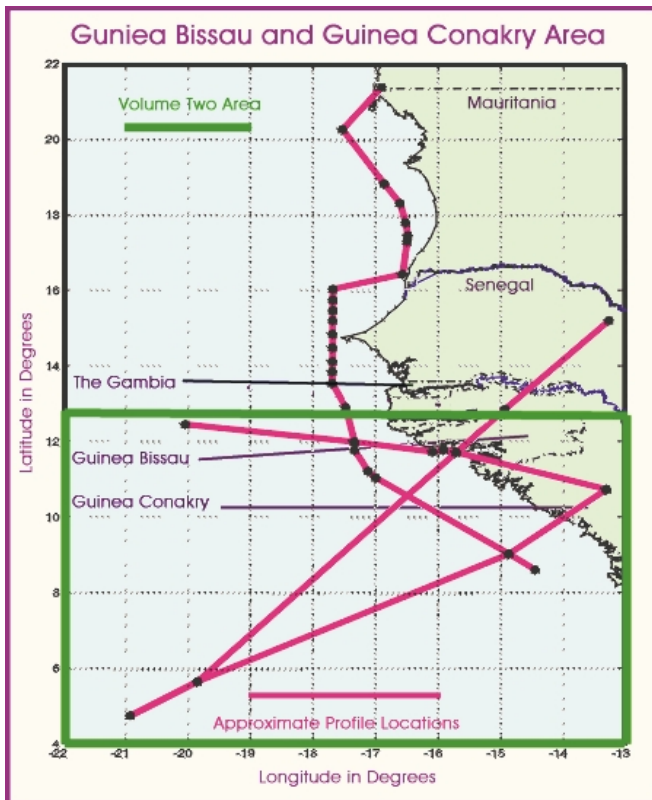 Guniea Bissau and Guinea Conakry Area
22
Volume Two Area
Mauritania
20
18
16
Senegal
14
The Gambia
12
Guinea Bissau
Guinea Conakry
10
8
6
Approximate Profile Locations
4
-22 -21 -20 -19 -18 -17 -16 -15 -14 -13
Longitude in Degrees
Latitude in Degrees